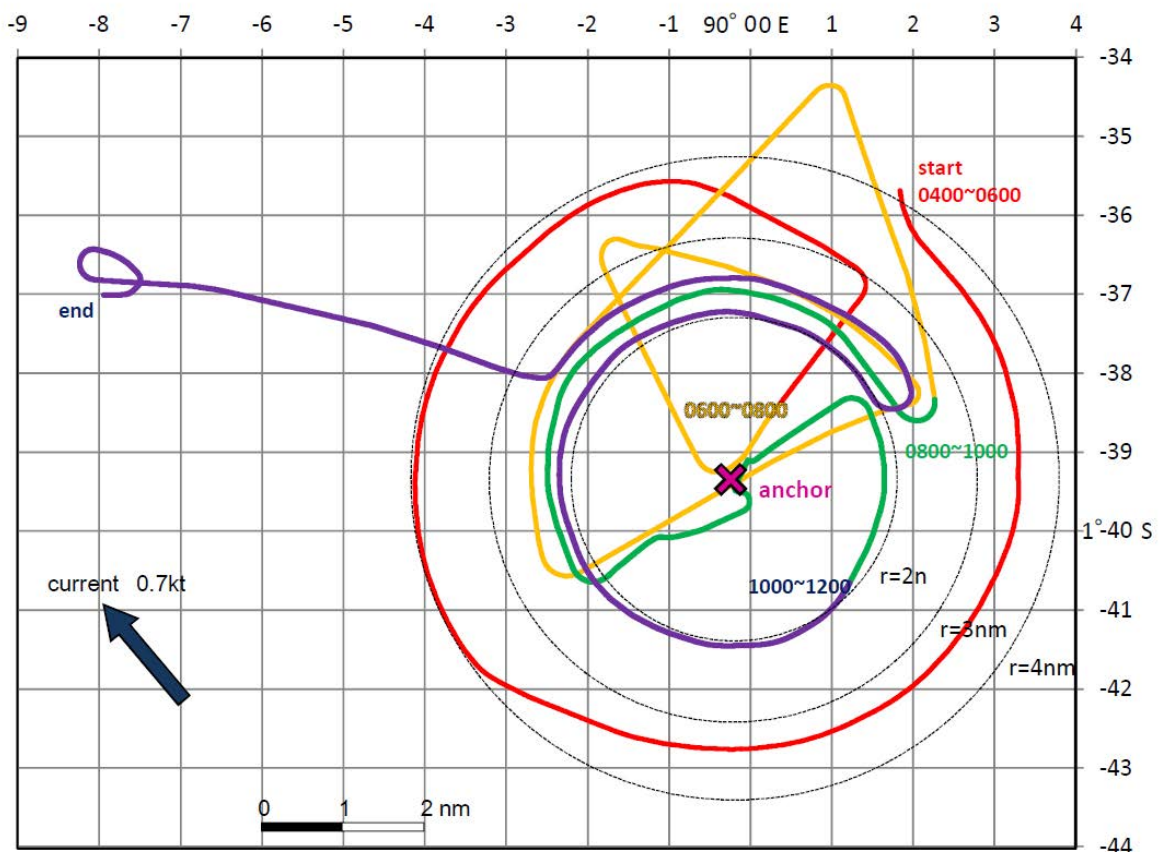 -9 -8 -7 -6 -5 -4 -3 -2 -1 90° 00 E 1 2 3 4
-34
-35
start
0400~0600
-36
-37
end
-38
0600~0800
-39
0800~1000
anchor
1°-40 S
current 0.7kt
1000~1200
r=2n
-41
r=3nm
r=4nm
-42
-43
0 1 2 nm
-44